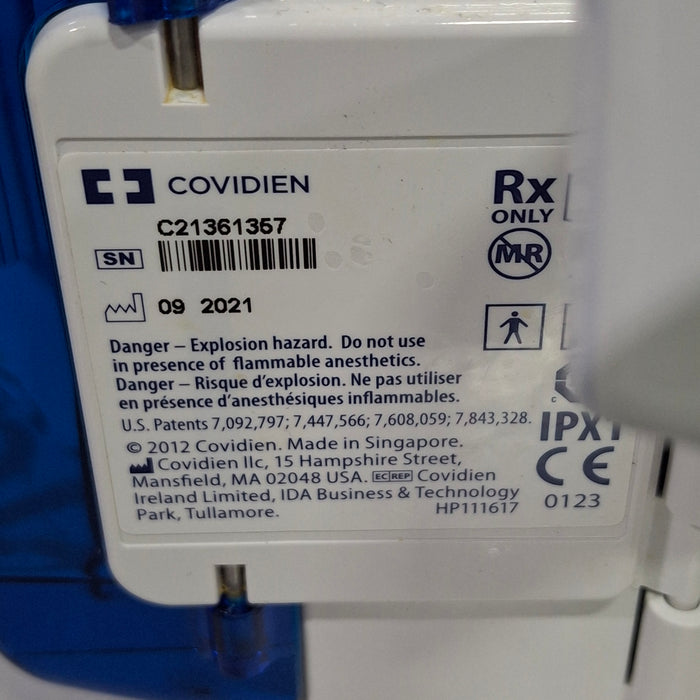 COVIDIEN
Rx
ONLY
C21361367
SN
MR
09 2021
Danger – Explosion hazard. Do not use
in presence of flammable anesthetics.
Danger – Risque d'explosion. Ne pas utiliser
en présence d'anesthésiques inflammables.
U.S. Patents 7,092,797; 7,447,566; 7,608,059; 7,843,328.
© 2012 Covidien. Made in Singapore.
Covidien llc, 15 Hampshire Street,
Mansfield, MA 02048 USA. EC REP Covidien
Ireland Limited, IDA Business & Technology
Park, Tullamore.
HP111617
C
IPX1
CE
0123